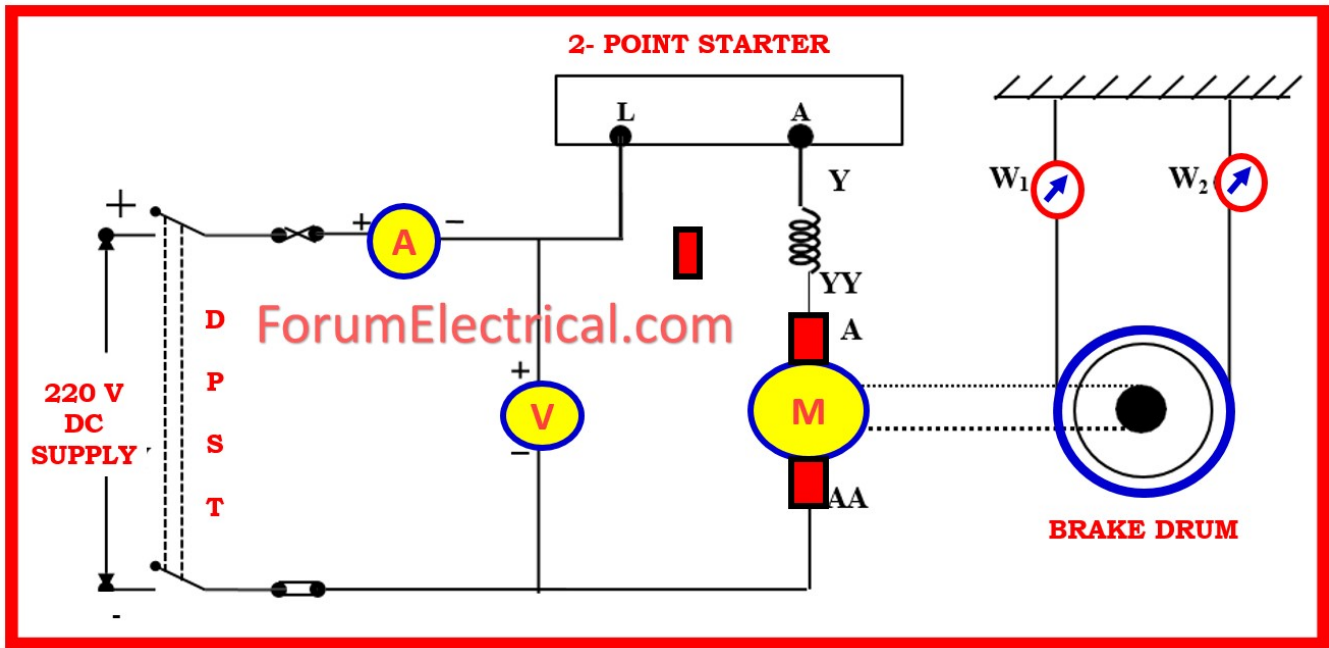 2- POINT STARTER
L
A
Y
W1
W2
+
+
−
A
YY
D
P
S
T
ForumElectrical.com
A
+
220 V
DC
SUPPLY
V
M
−
AA
BRAKE DRUM
-